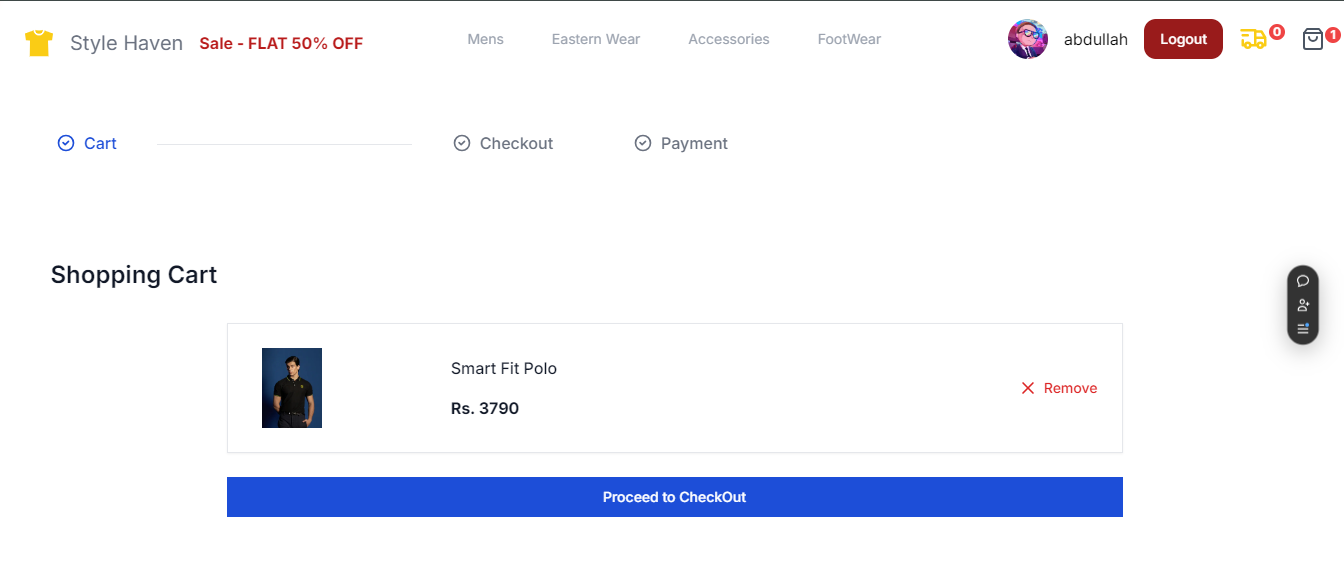 Style Haven
Sale - FLAT 50% OFF
Mens
Eastern Wear
Accessories
FootWear
abdullah
Logout
0
1
Cart
Checkout
Payment
Shopping Cart
Smart Fit Polo
Rs. 3790
Remove
Proceed to CheckOut